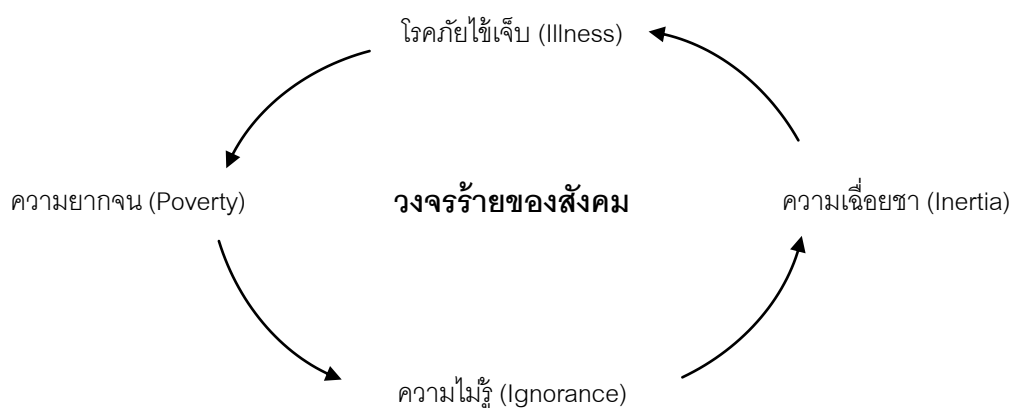 โรคภัยไข้เจ็บ (Illness)
ความยากจน (Poverty)
วงจรร้ายของสังคม
ความเฉื่อยชา (Inertia)
ความไม่รู้ (Ignorance)